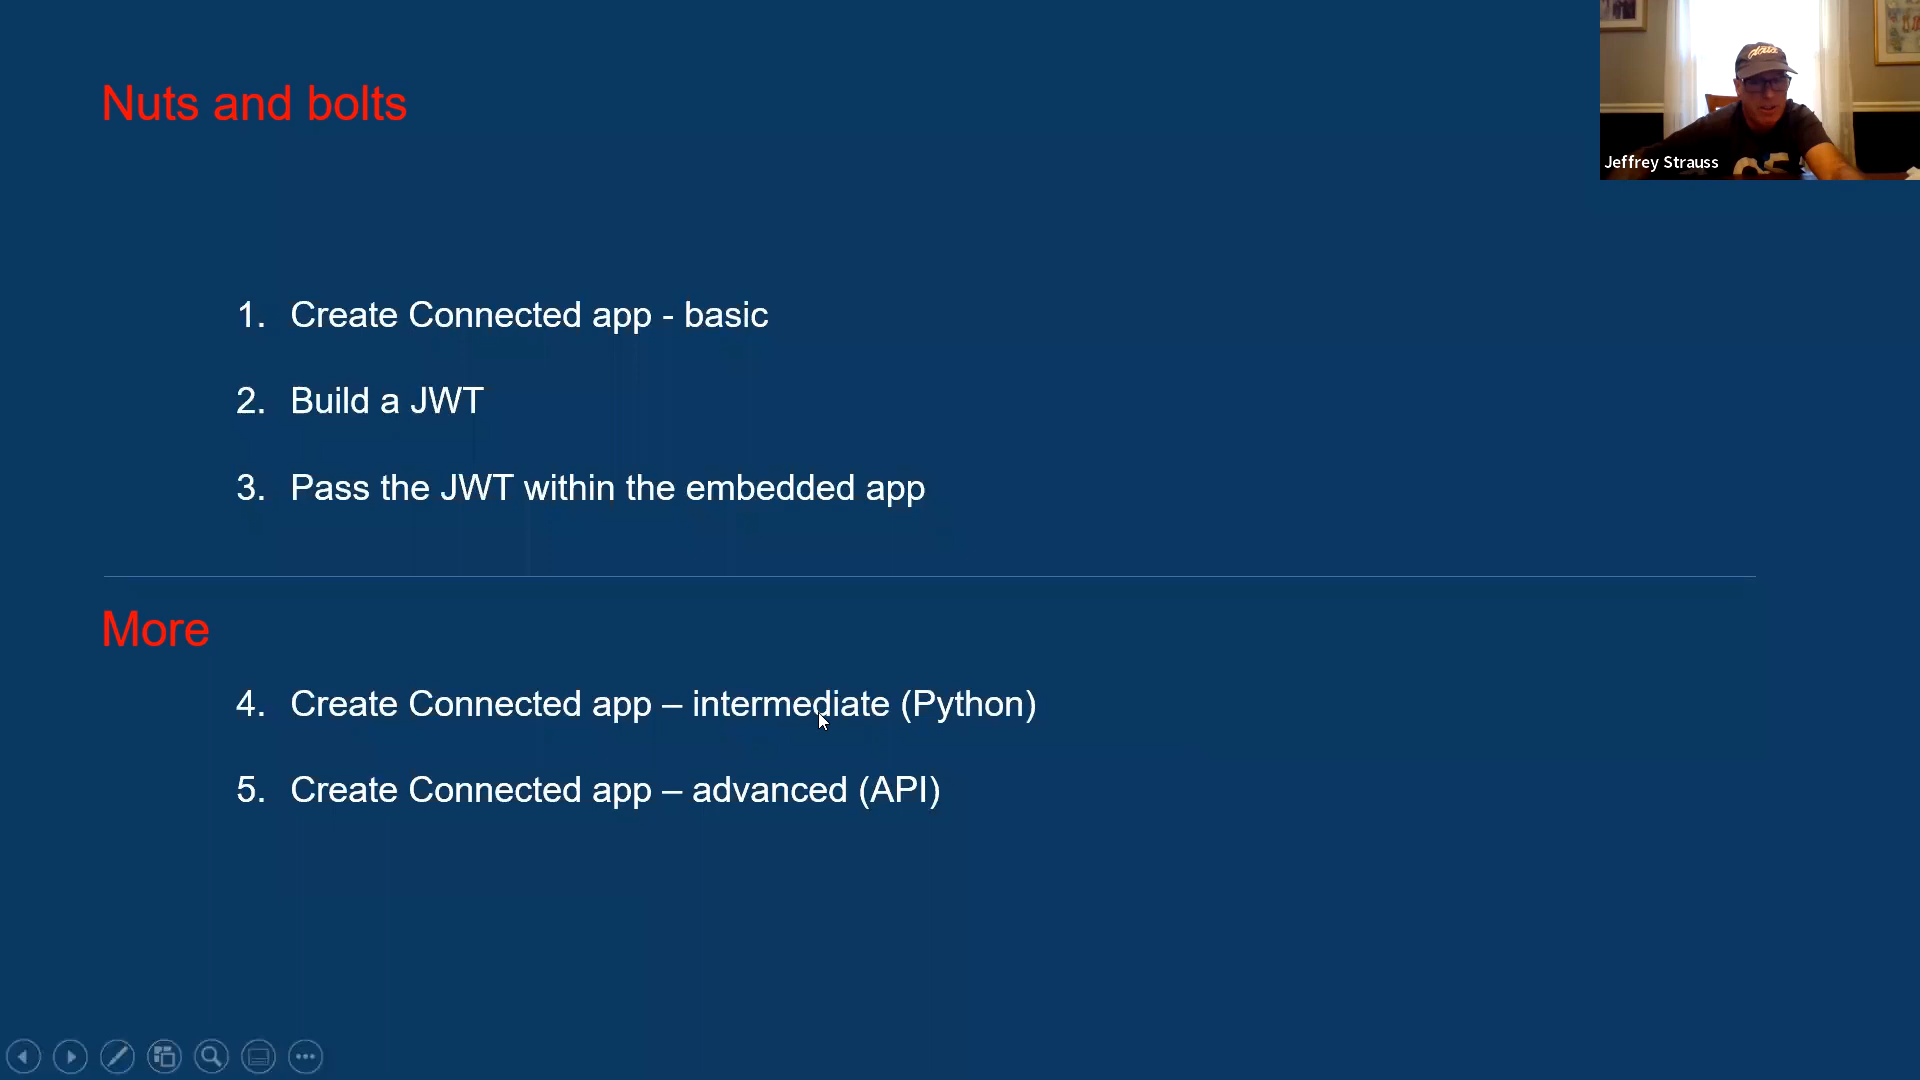 Nuts and bolts
1. Create Connected app - basic
2. Build a JWT
3. Pass the JWT within the embedded app
More
4. Create Connected app – intermediate (Python)
5. Create Connected app – advanced (API)
Jeffrey Strauss